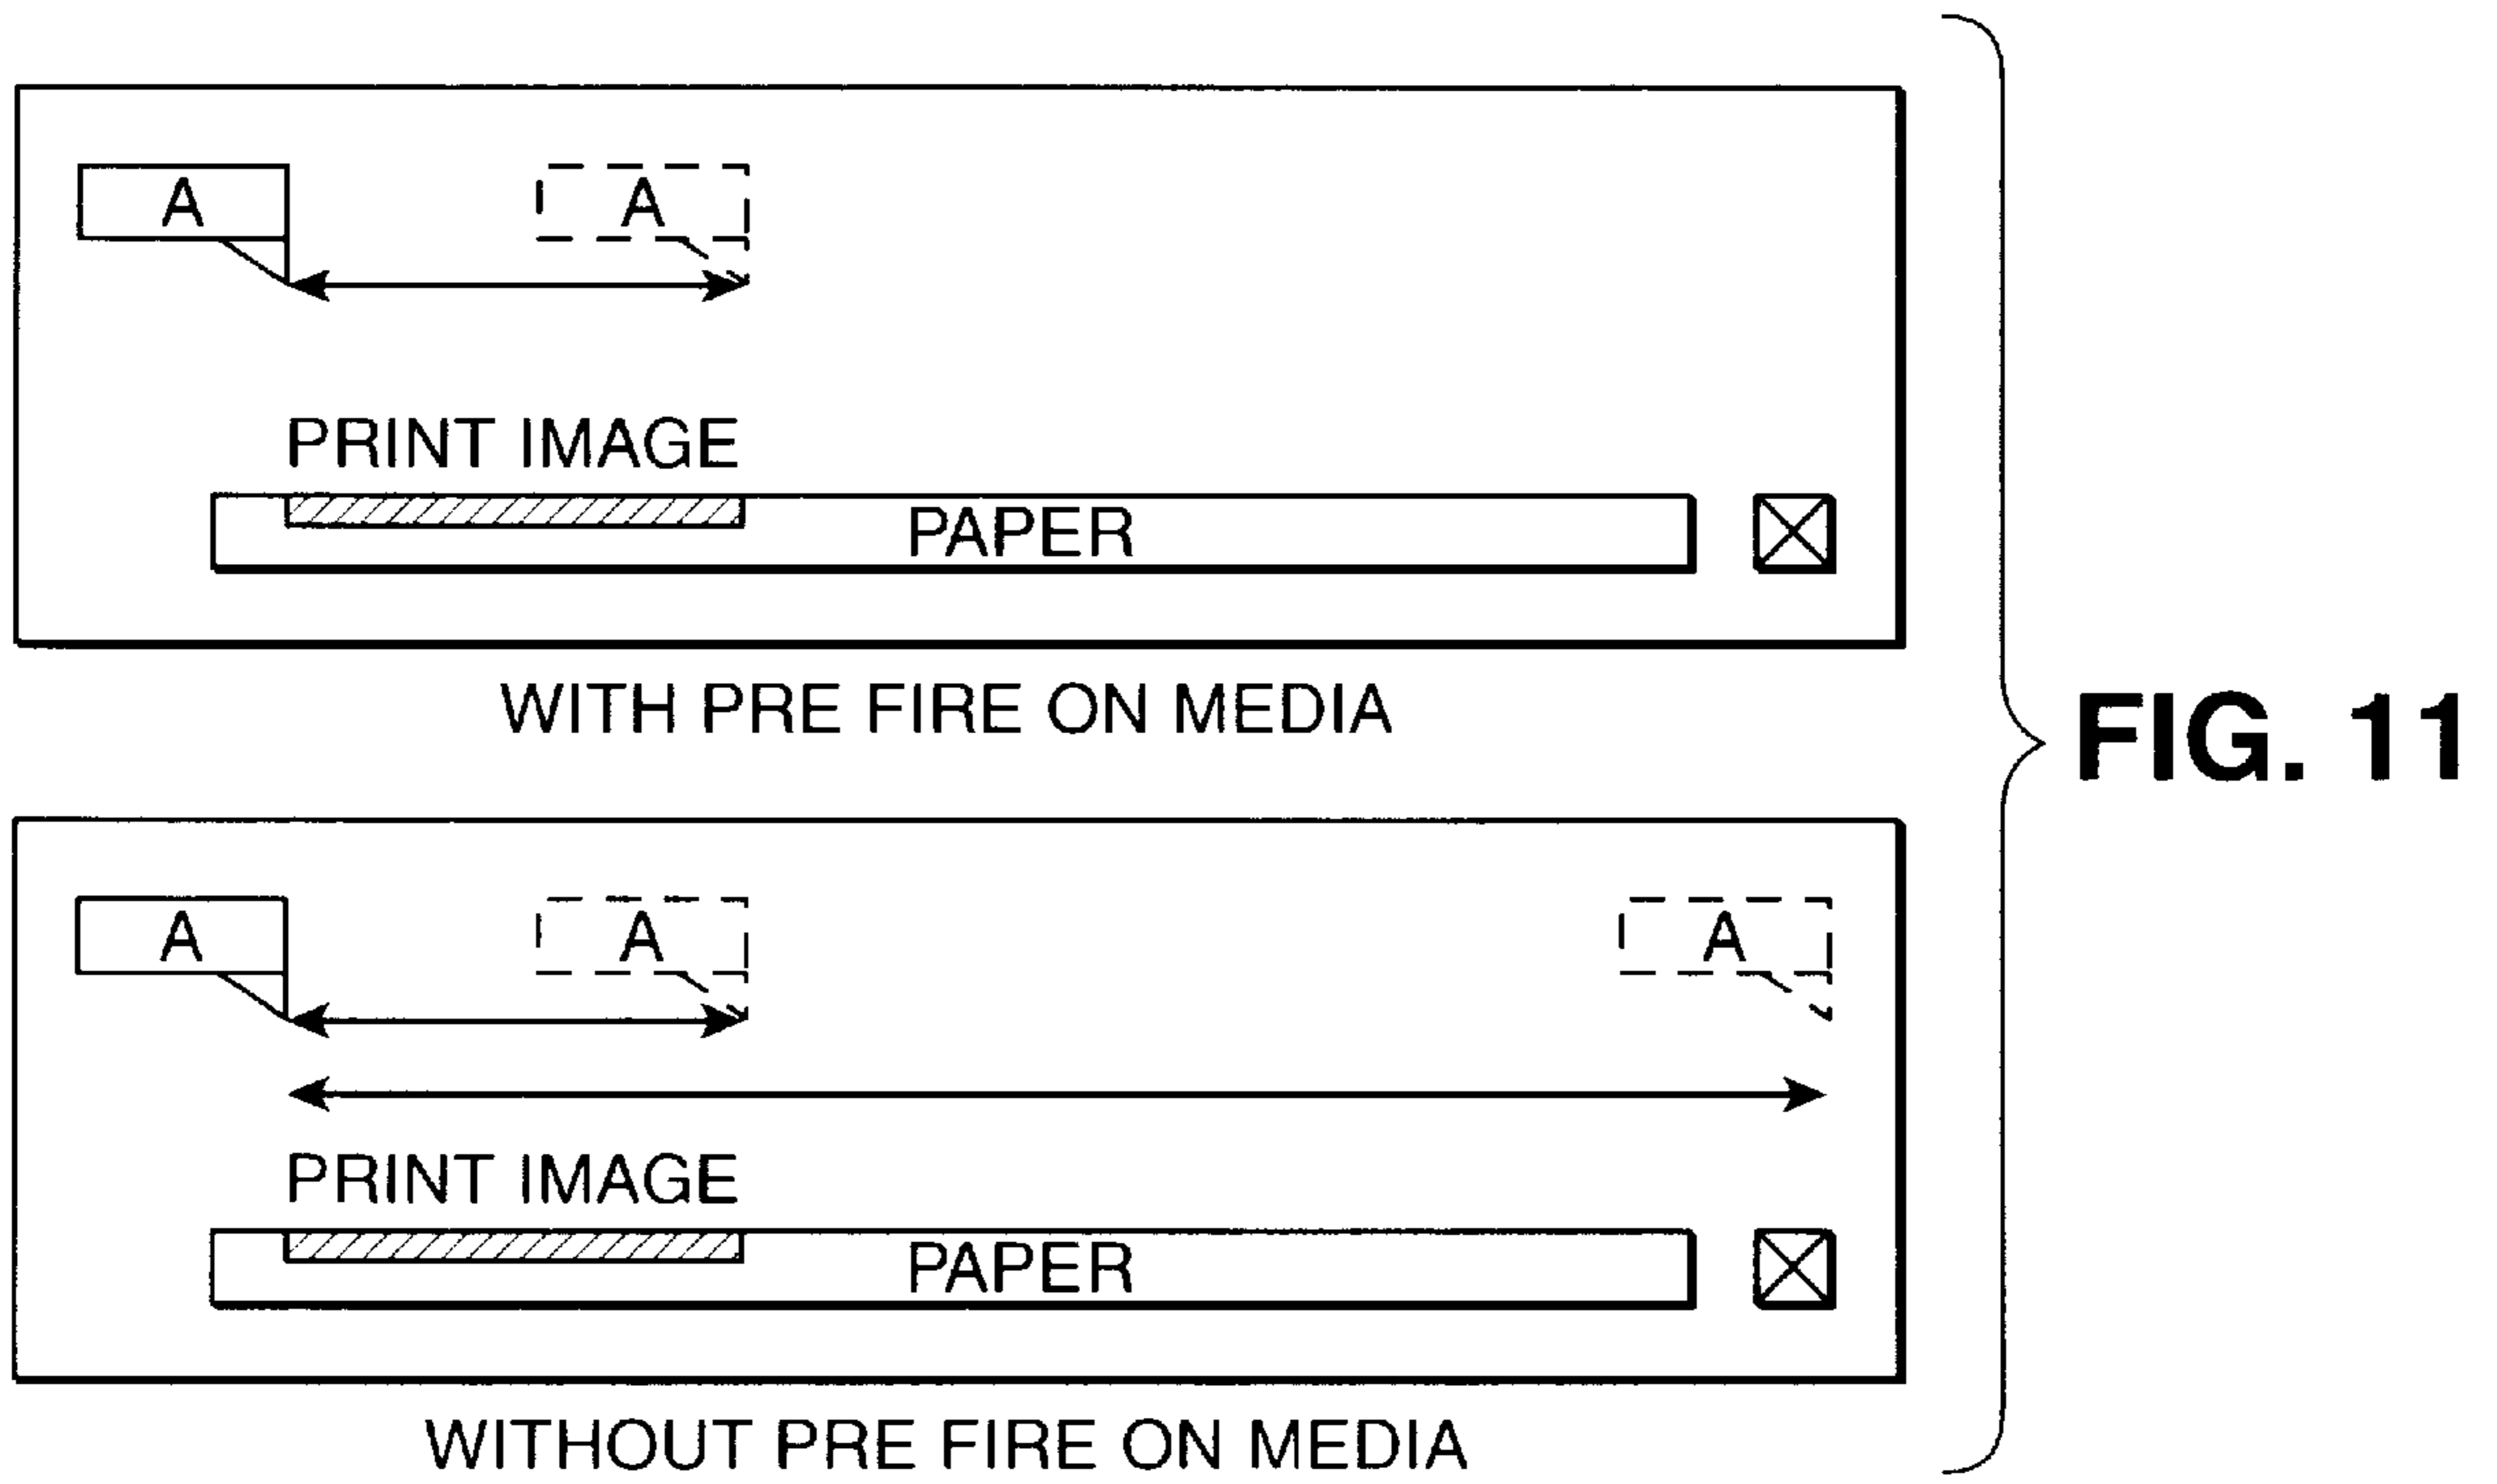 A A
PRINT IMAGE
PAPER
WITH PRE FIRE ON MEDIA
FIG. 11
A A A
PRINT IMAGE
PAPER
WITHOUT PRE FIRE ON MEDIA